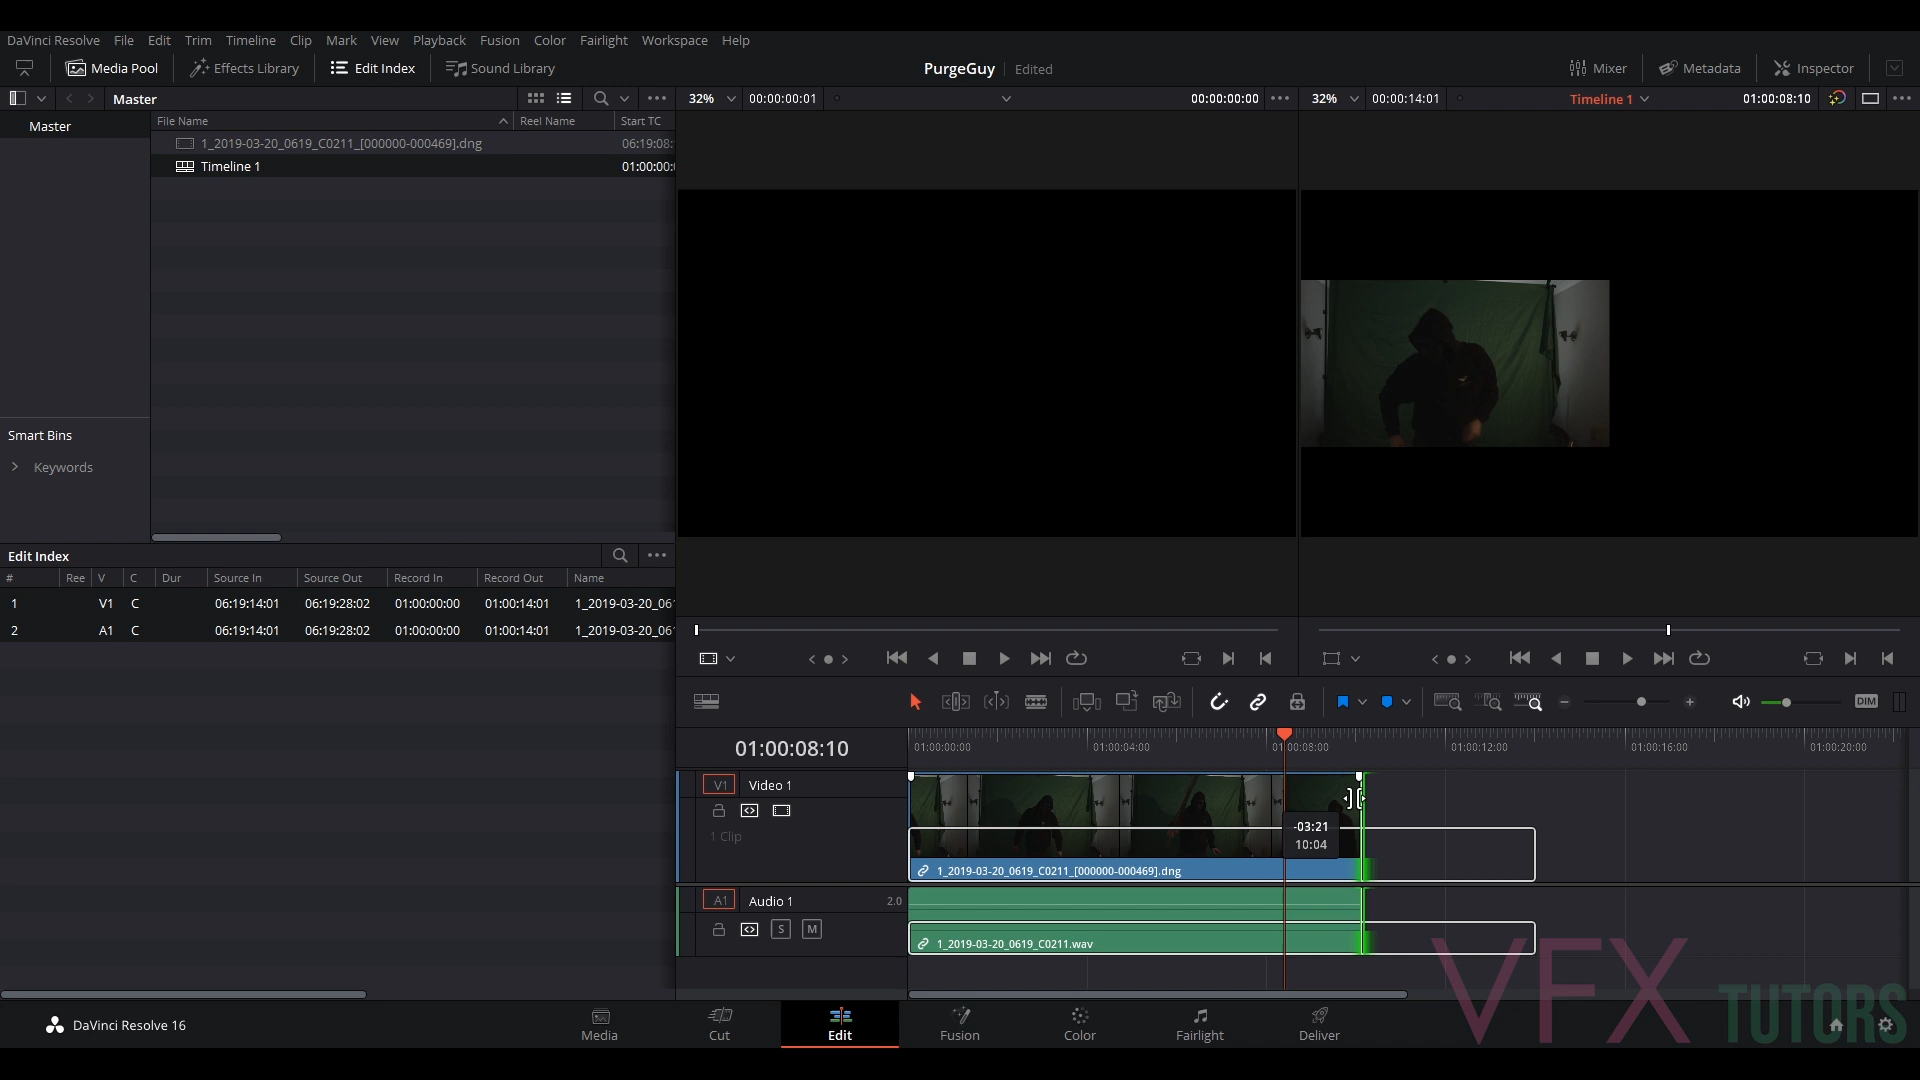 DaVinci Resolve File Edit Trim Timeline Clip Mark View Playback Fusion Color Fairlight Workspace Help
Media Pool Effects Library Edit Index Sound Library PurgeGuy Edited Mixer Metadata Inspector
Master 32% 00:00:00:01 00:00:00:00 32% 00:00:14:01 Timeline 1 01:00:08:10
Master File Name Reel Name Start TC
1_2019-03-20_0619_C0211_[000000-000469].dng 06:19:08:
Timeline 1 01:00:00:
Smart Bins
Keywords
Edit Index
# Ree V C Dur Source In Source Out Record In Record Out Name
1 V1 C 06:19:14:01 06:19:28:02 01:00:00:00 01:00:14:01 1_2019-03-20_06
2 A1 C 06:19:14:01 06:19:28:02 01:00:00:00 01:00:14:01 1_2019-03-20_06
DIM
01:00:08:10 01:00:00:00 01:00:04:00 01:00:08:00 01:00:12:00 01:00:16:00 01:00:20:00
V1 Video 1
1 Clip
-03:21
10:04
1_2019-03-20_0619_C0211_[000000-000469].dng
A1 Audio 1 2.0
S M
1_2019-03-20_0619_C0211.wav
VFX TUTORS
DaVinci Resolve 16 Media Cut Edit Fusion Color Fairlight Deliver